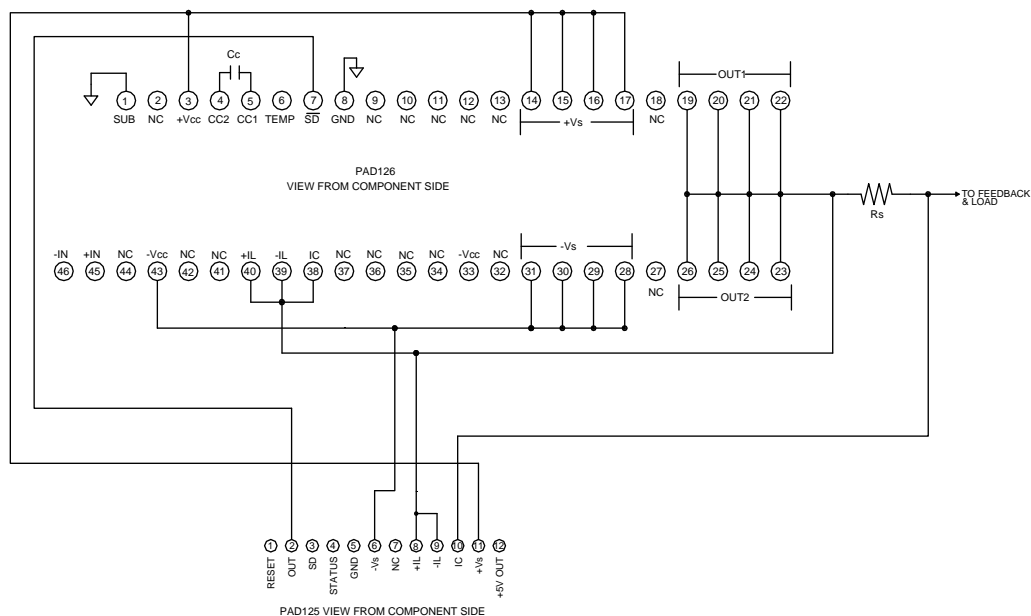 Cc
OUT1
1 2 3 4 5 6 7 8 9 10 11 12 13 14 15 16 17 18 19 20 21 22
SUB NC +Vcc CC2 CC1 TEMP SD GND NC NC NC NC NC +Vs NC
PAD126
VIEW FROM COMPONENT SIDE
TO FEEDBACK
& LOAD
Rs
-IN +IN NC -Vcc NC NC +IL -IL IC NC NC NC NC -Vcc NC -Vs
46 45 44 43 42 41 40 39 38 37 36 35 34 33 32 31 30 29 28 27 26 25 24 23
NC
OUT2
1 2 3 4 5 6 7 8 9 10 11 12
RESET OUT SD STATUS GND -Vs NC +IL -IL IC +Vs +5V OUT
PAD125 VIEW FROM COMPONENT SIDE